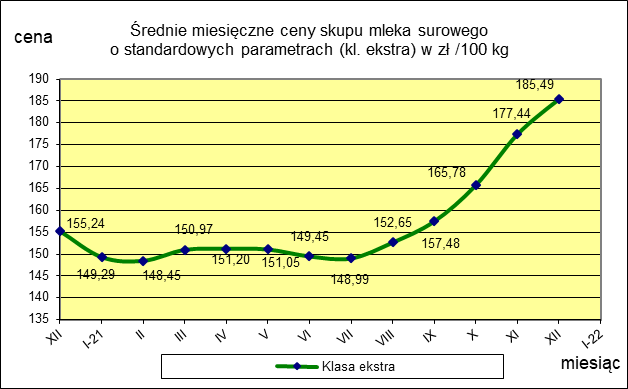 Średnie miesięczne ceny skupu mleka surowego
o standardowych parametrach (kl. ekstra) w zł /100 kg
cena
190
185
180
175
170
165
160
155
150
145
140
135
155,24
149,29
148,45
150,97
151,20
151,05
149,45
148,99
152,65
157,48
165,78
177,44
185,49
XII
I-21
II
III
IV
V
VI
VII
VIII
IX
X
XI
XII
I-22
miesiąc
Klasa ekstra